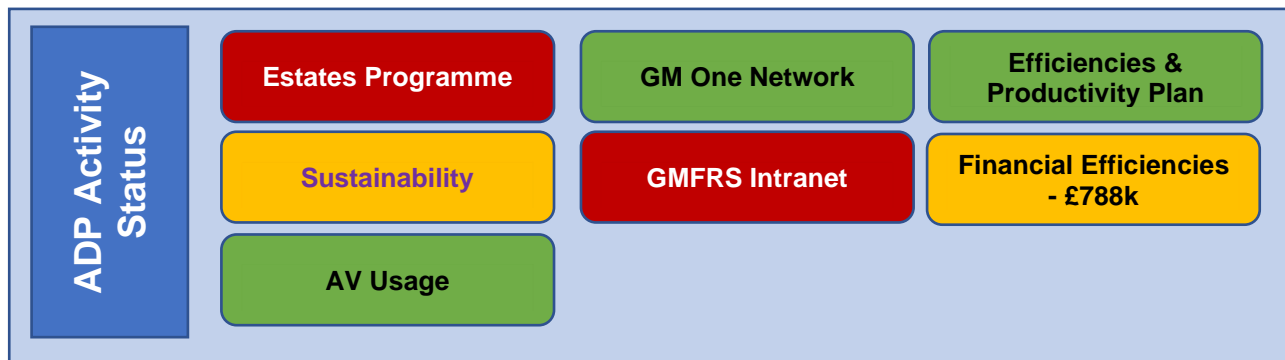 ADP Activity
Status
Estates Programme
GM One Network
Efficiencies &
Productivity Plan
Sustainability
GMFRS Intranet
Financial Efficiencies
- £788k
AV Usage